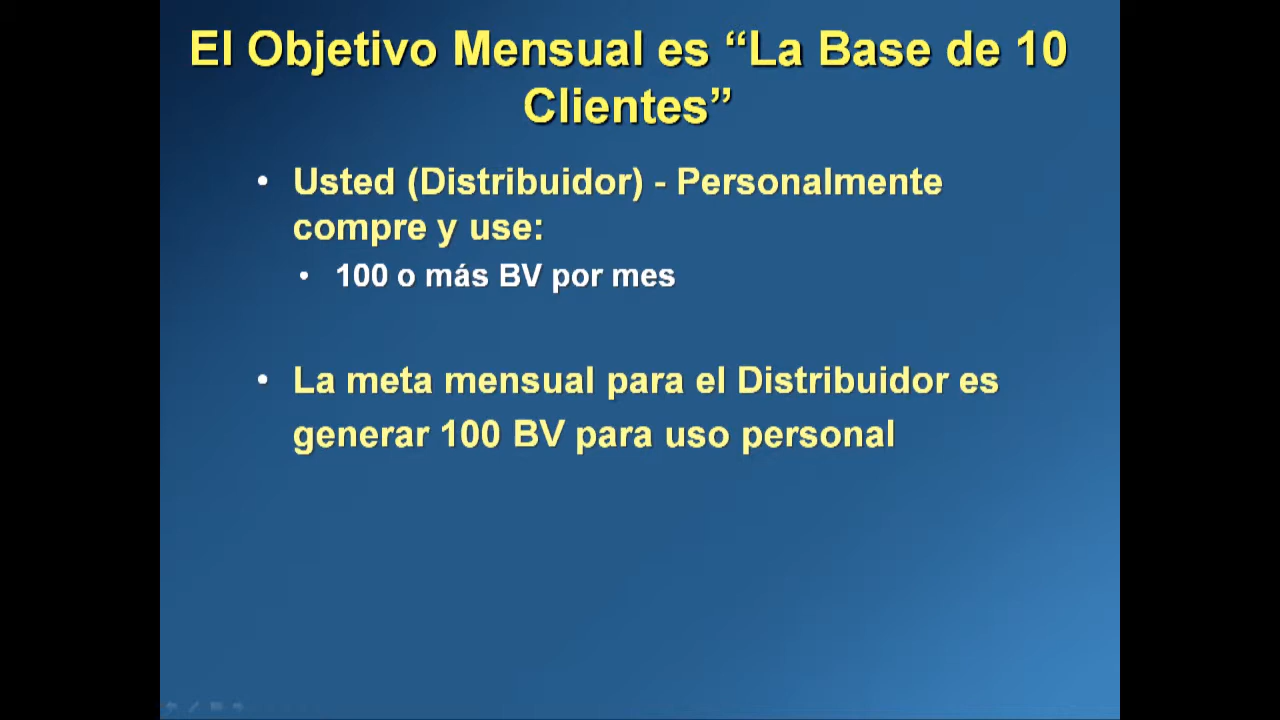 El Objetivo Mensual es “La Base de 10
Clientes”
• Usted (Distribuidor) - Personalmente
compre y use:
• 100 o más BV por mes
• La meta mensual para el Distribuidor es
generar 100 BV para uso personal